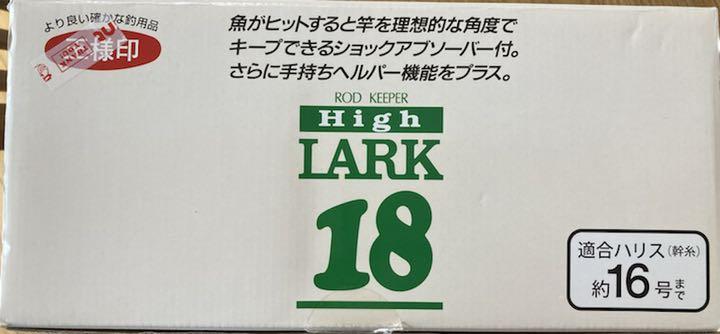 より良い確かな釣用品
様印
魚がヒットすると竿を理想的な角度で
キープできるショックアブソーバー付。
さらに手持ちヘルパー機能をプラス。
ROD KEEPER
High
LARK
18
適合ハリス(幹糸)
約16号まで